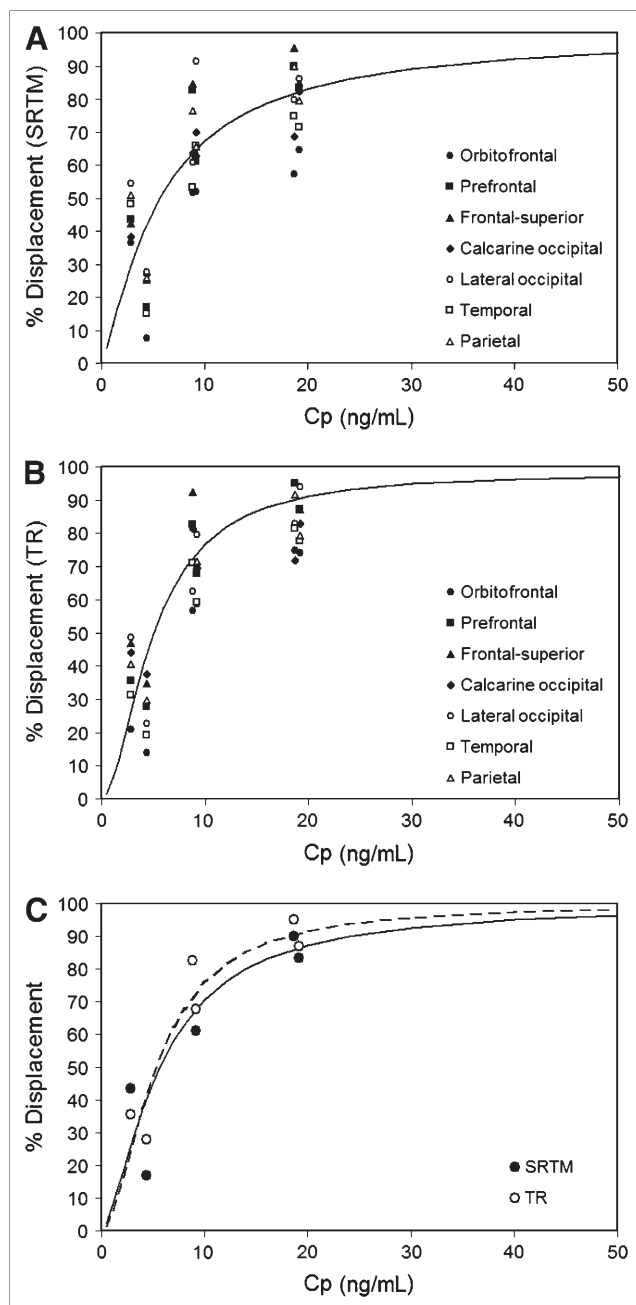 A
% Displacement (SRTM)
100
90
80
70
60
50
40
30
20
10
0
Orbitofrontal
Prefrontal
Frontal-superior
Calcarine occipital
Lateral occipital
Temporal
Parietal
0 10 20 30 40 50
Cp (ng/mL)
B
% Displacement (TR)
100
90
80
70
60
50
40
30
20
10
0
Orbitofrontal
Prefrontal
Frontal-superior
Calcarine occipital
Lateral occipital
Temporal
Parietal
0 10 20 30 40 50
Cp (ng/mL)
C
% Displacement
100
90
80
70
60
50
40
30
20
10
0
SRTM
TR
0 10 20 30 40 50
Cp (ng/mL)